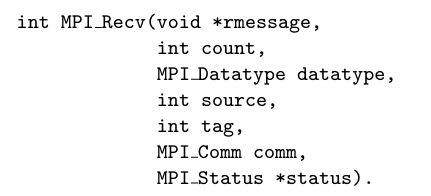 int MPI_Recv(void *rmessage,
int count,
MPI_Datatype datatype,
int source,
int tag,
MPI_Comm comm,
MPI_Status *status).